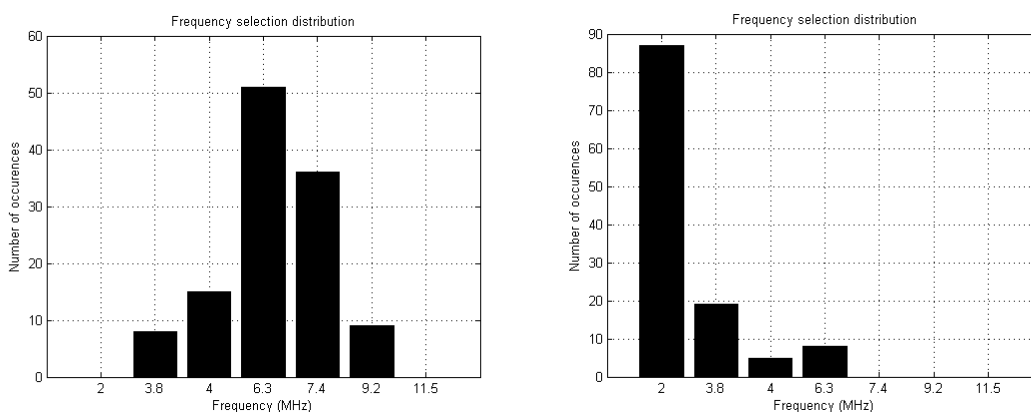 Frequency selection distribution
60
50
40
30
20
10
0
Number of occurences
2 3.8 4 6.3 7.4 9.2 11.5
Frequency (MHz)
Frequency selection distribution
90
80
70
60
50
40
30
20
10
0
Number of occurences
2 3.8 4 6.3 7.4 9.2 11.5
Frequency (MHz)